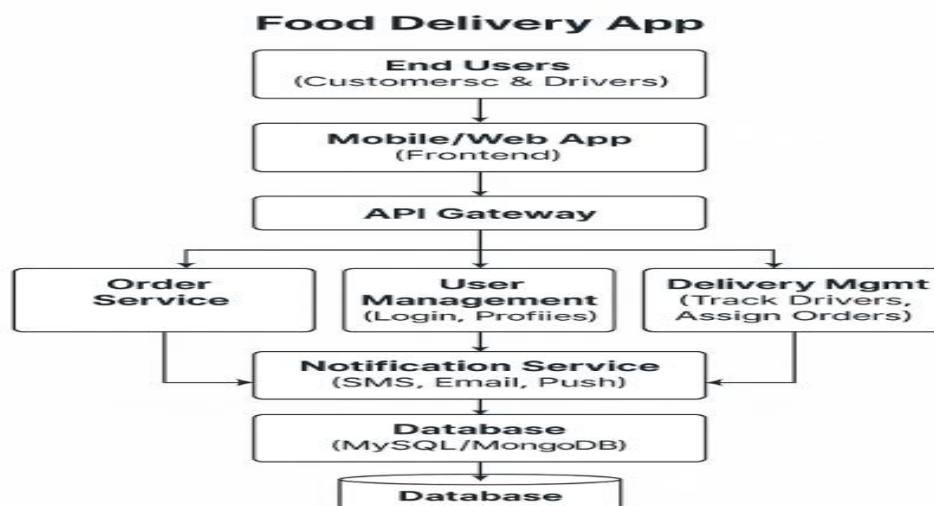 Food Delivery App
End Users
(Customersc & Drivers)
Mobile/Web App
(Frontend)
API Gateway
Order
Service
User
Management
(Login, Profiies)
Delivery Mgmt
(Track Drivers,
Assign Orders)
Notification Service
(SMS, Email, Push)
Database
(MySQL/MongoDB)
Database